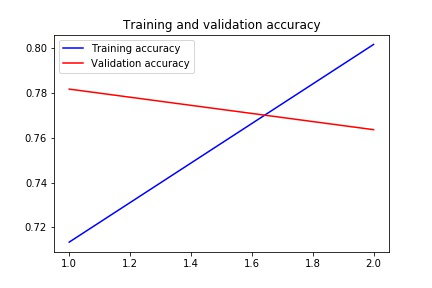 Training and validation accuracy
Training accuracy
Validation accuracy
0.80
0.78
0.76
0.74
0.72
1.0 1.2 1.4 1.6 1.8 2.0